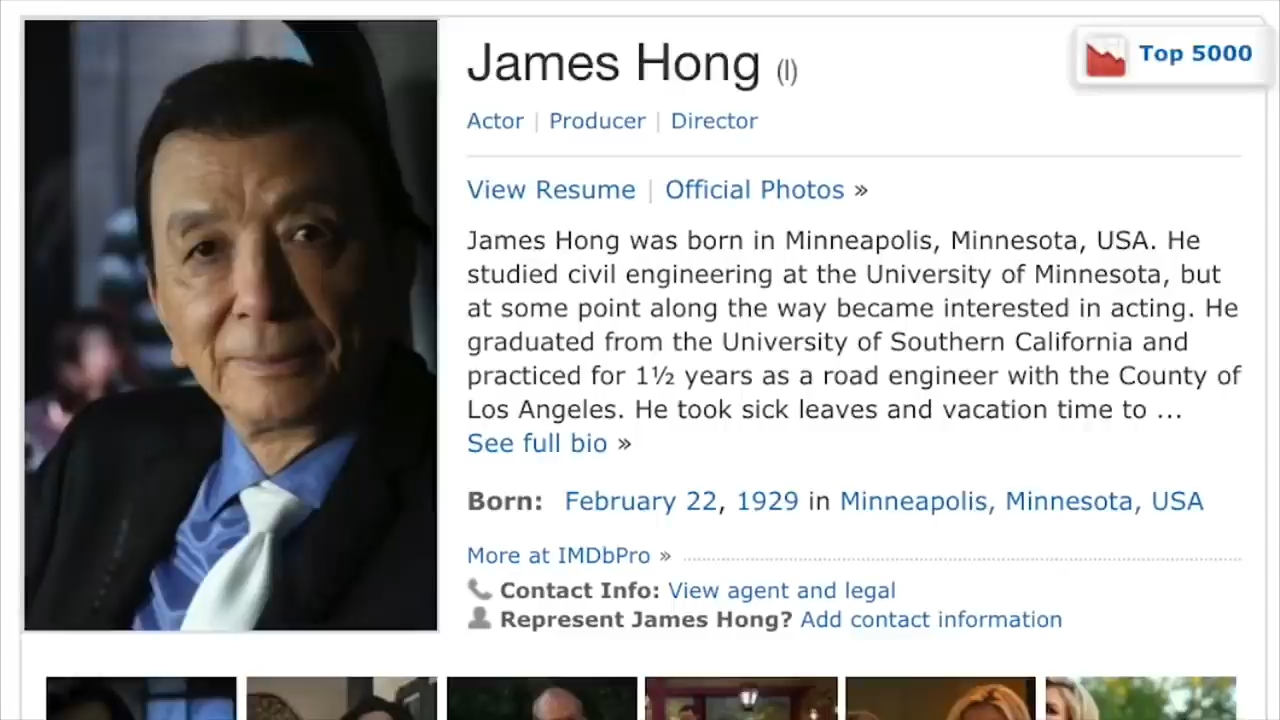 James Hong (I)
Top 5000
Actor | Producer | Director
View Resume | Official Photos »
James Hong was born in Minneapolis, Minnesota, USA. He
studied civil engineering at the University of Minnesota, but
at some point along the way became interested in acting. He
graduated from the University of Southern California and
practiced for 1½ years as a road engineer with the County of
Los Angeles. He took sick leaves and vacation time to ...
See full bio »
Born: February 22, 1929 in Minneapolis, Minnesota, USA
More at IMDbPro »
Contact Info: View agent and legal
Represent James Hong? Add contact information